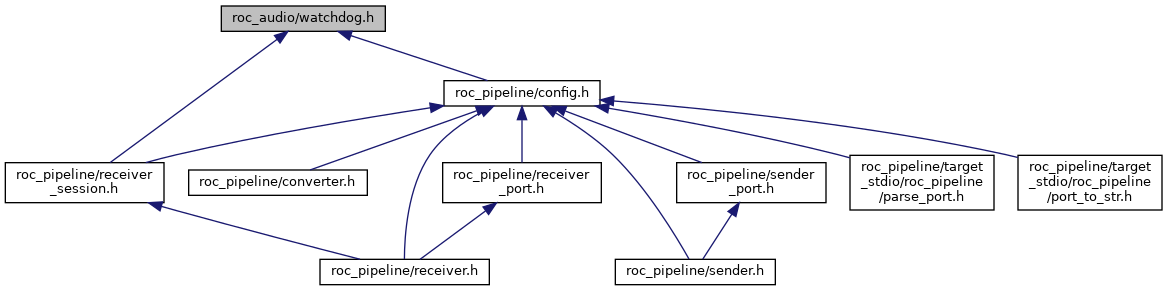 roc_audio/watchdog.h
roc_pipeline/config.h
roc_pipeline/receiver
_session.h
roc_pipeline/converter.h
roc_pipeline/receiver
_port.h
roc_pipeline/sender
_port.h
roc_pipeline/target
_stdio/roc_pipeline
/parse_port.h
roc_pipeline/target
_stdio/roc_pipeline
/port_to_str.h
roc_pipeline/receiver.h
roc_pipeline/sender.h